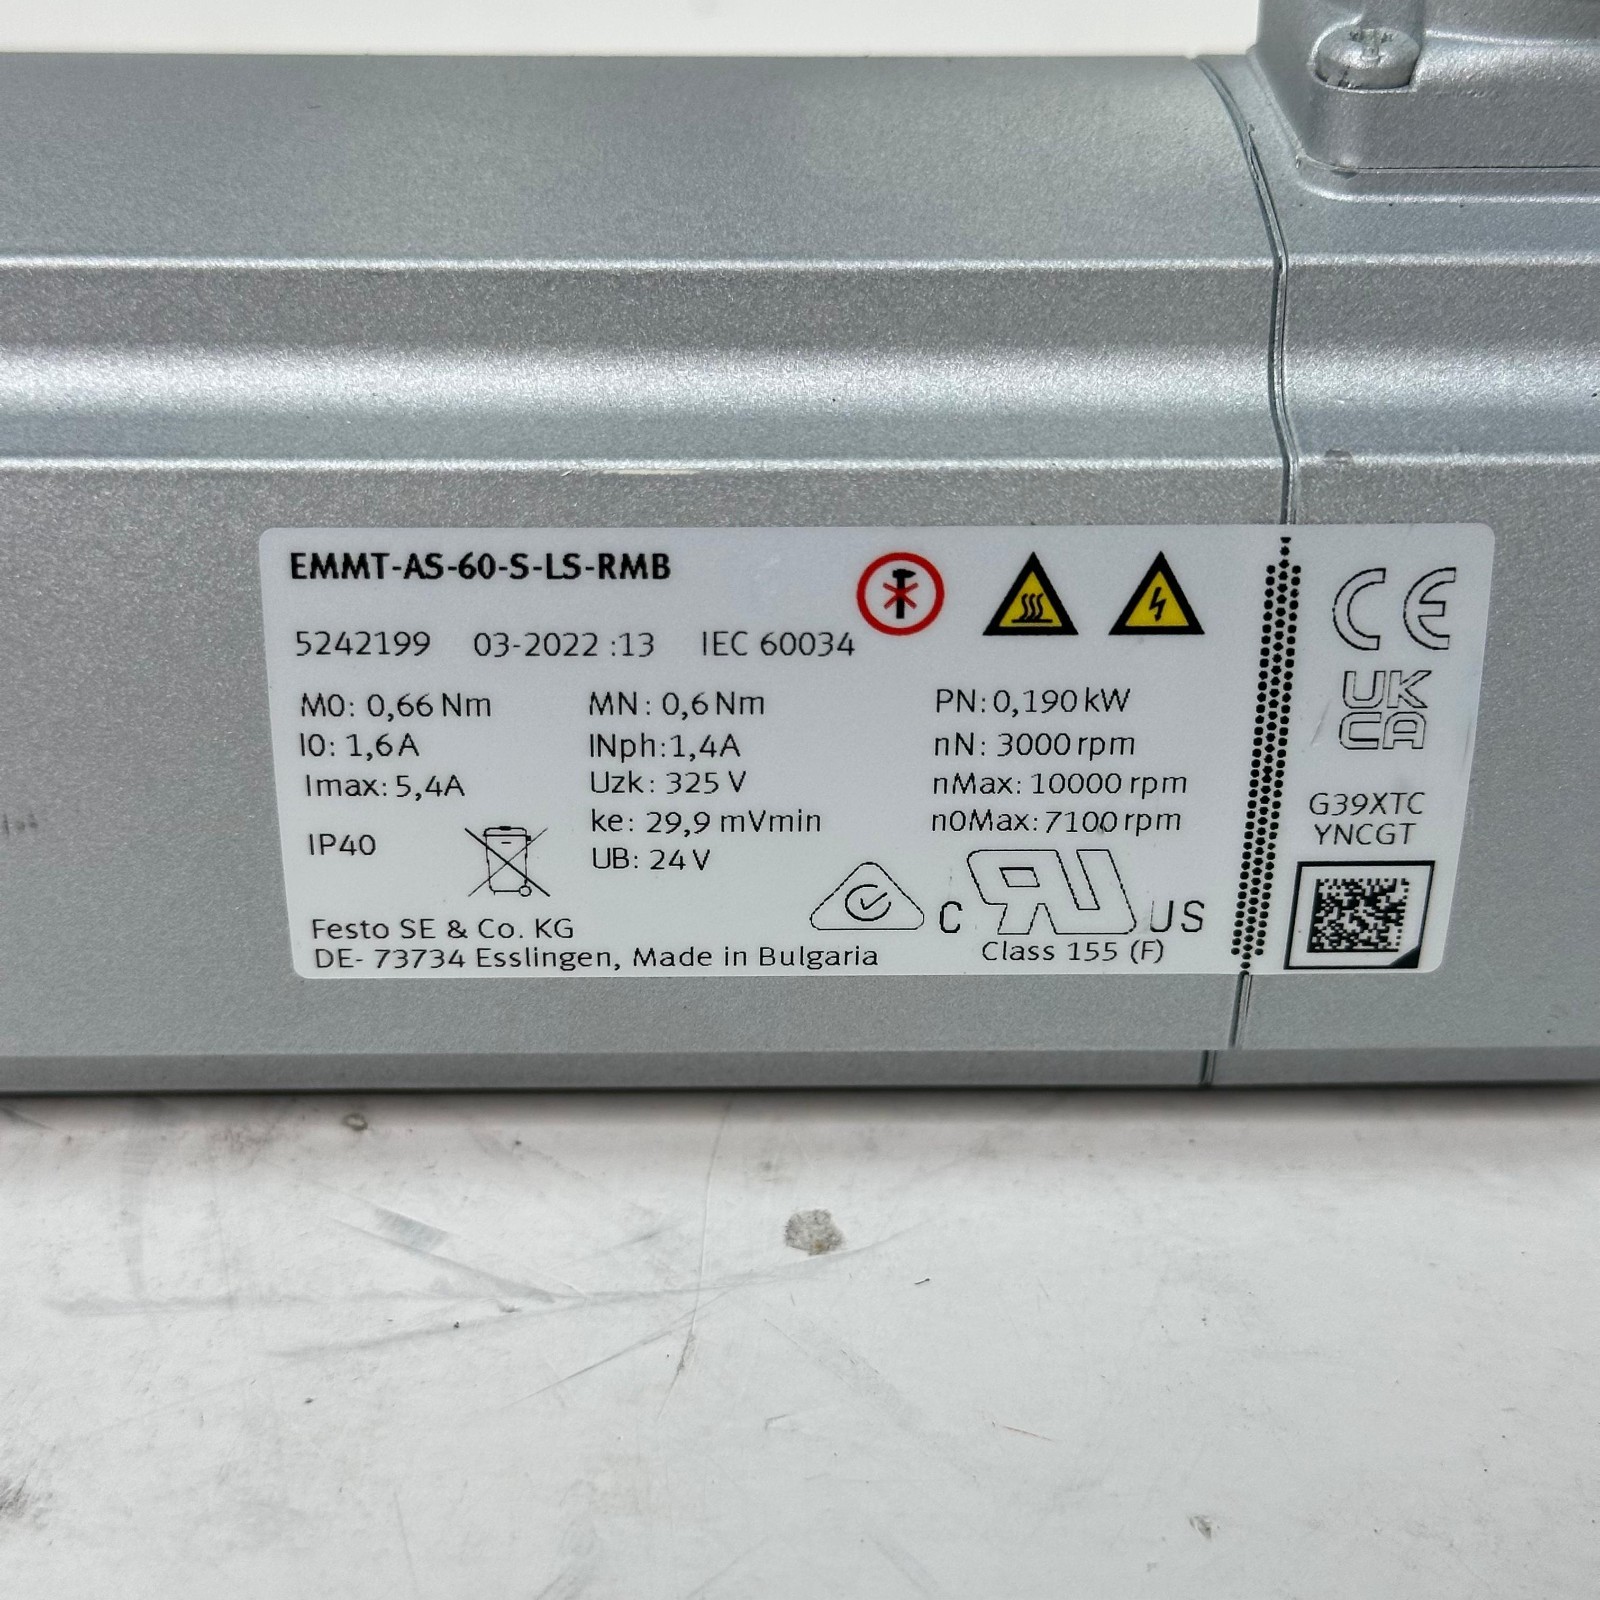 EMMT-AS-60-S-LS-RMB
5242199 03-2022 :13 IEC 60034
M0: 0,66 Nm MN: 0,6 Nm PN: 0,190 kW
I0: 1,6 A INph: 1,4A nN: 3000 rpm
Imax: 5,4A Uzk: 325 V nMax: 10000 rpm
ke: 29,9 mVmin n0Max: 7100 rpm
IP40 UB: 24 V
C RU US
Festo SE & Co. KG
DE- 73734 Esslingen, Made in Bulgaria Class 155 (F)
CE
UK
CA
G39XTC
YNCGT